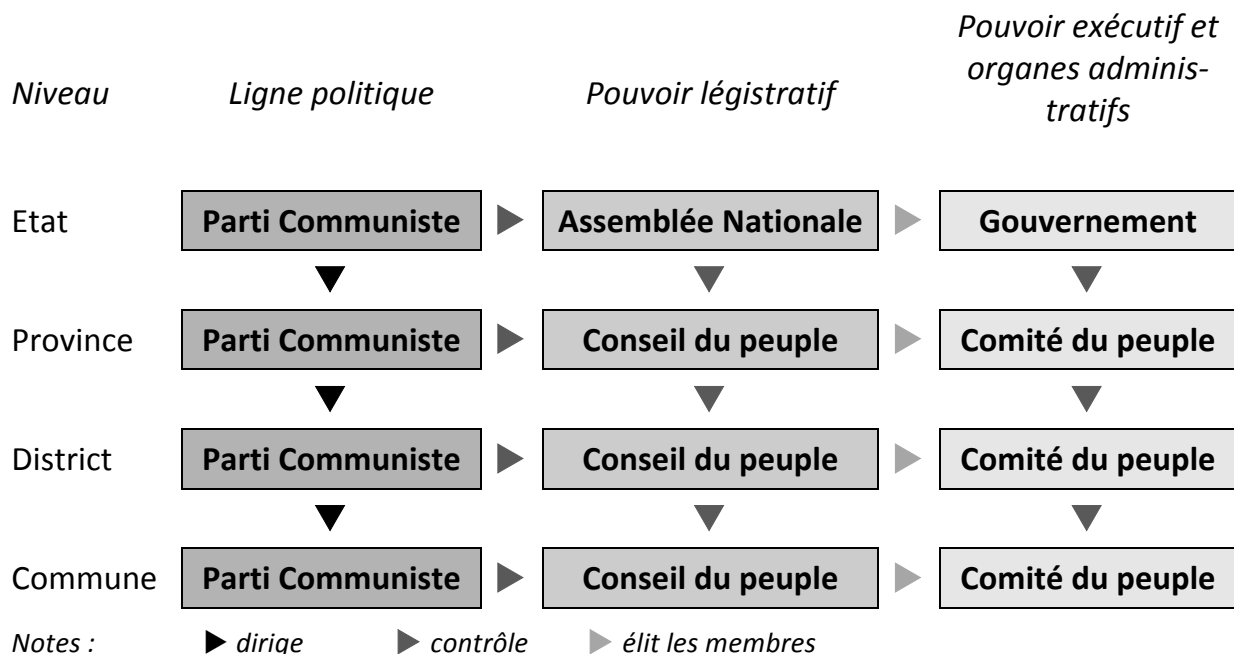 Pouvoir exécutif et
organes adminis-
tratifs
Niveau Ligne politique Pouvoir légistratif
Etat Parti Communiste Assemblée Nationale Gouvernement
Province Parti Communiste Conseil du peuple Comité du peuple
District Parti Communiste Conseil du peuple Comité du peuple
Commune Parti Communiste Conseil du peuple Comité du peuple
Notes : dirige contrôle élit les membres